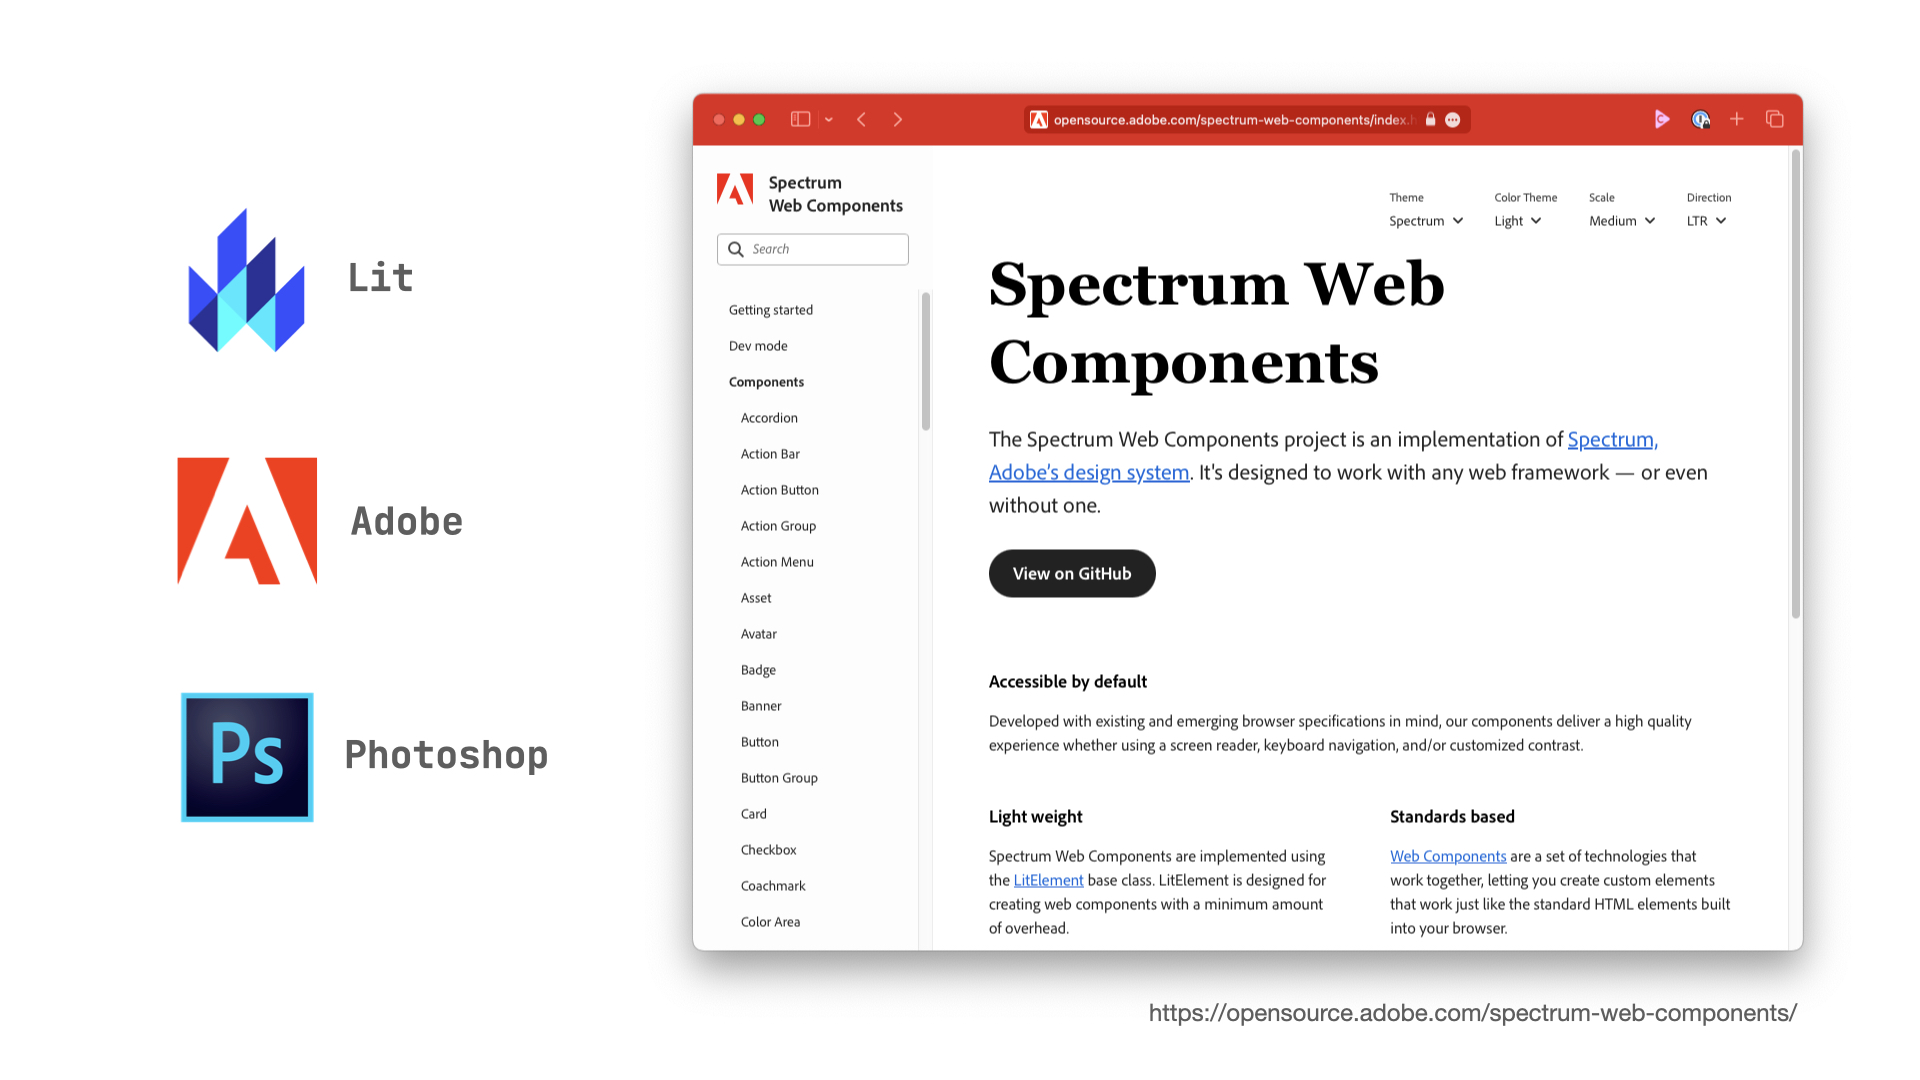 Lit
Adobe
Ps
Photoshop
opensource.adobe.com/spectrum-web-components/index.h
Spectrum
Web Components
Search
Getting started
Dev mode
Components
Accordion
Action Bar
Action Button
Action Group
Action Menu
Asset
Avatar
Badge
Banner
Button
Button Group
Card
Checkbox
Coachmark
Color Area
Theme
Spectrum
Color Theme
Light
Scale
Medium
Direction
LTR
Spectrum Web
Components
The Spectrum Web Components project is an implementation of Spectrum,
Adobe's design system. It's designed to work with any web framework — or even
without one.
View on GitHub
Accessible by default
Developed with existing and emerging browser specifications in mind, our components deliver a high quality
experience whether using a screen reader, keyboard navigation, and/or customized contrast.
Light weight
Spectrum Web Components are implemented using
the LitElement base class. LitElement is designed for
creating web components with a minimum amount
of overhead.
Standards based
Web Components are a set of technologies that
work together, letting you create custom elements
that work just like the standard HTML elements built
into your browser.
https://opensource.adobe.com/spectrum-web-components/